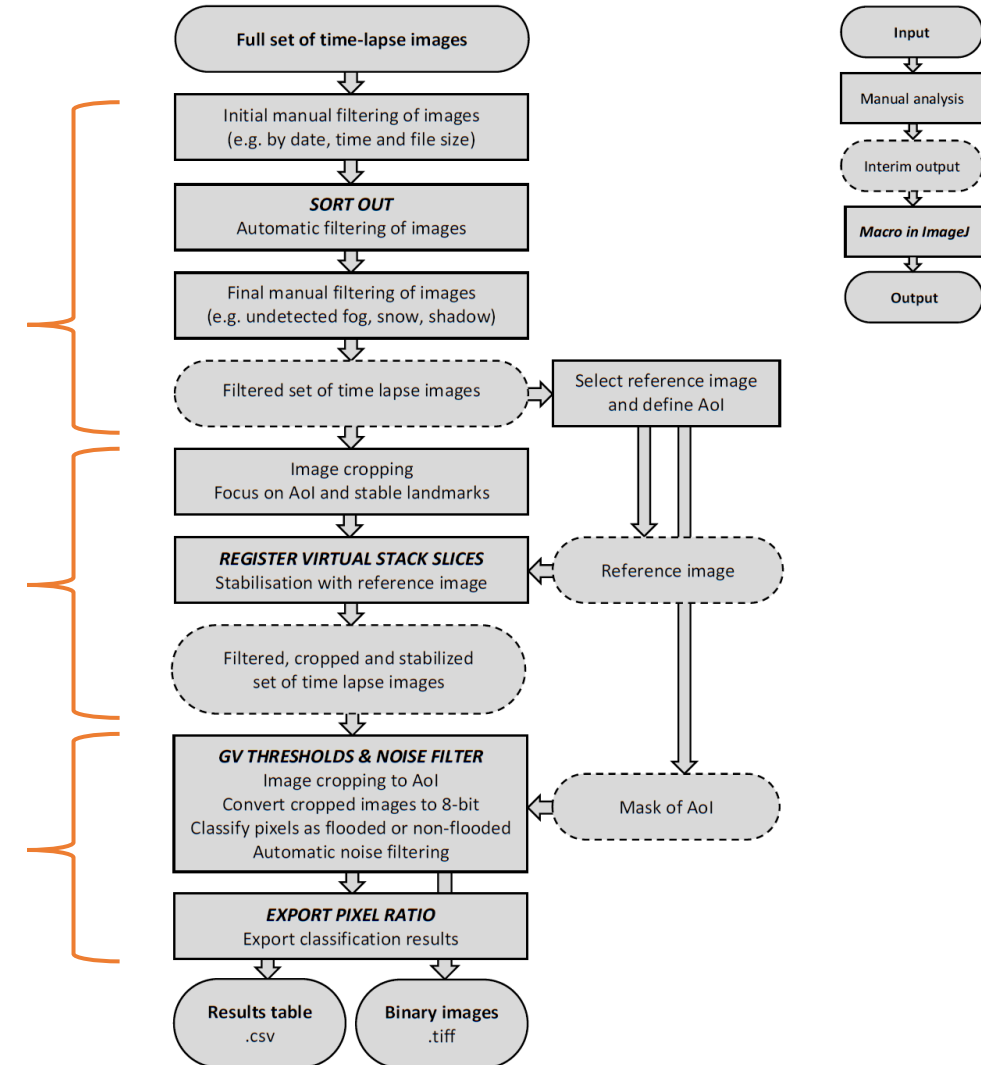 Full set of time-lapse images
Initial manual filtering of images
(e.g. by date, time and file size)
SORT OUT
Automatic filtering of images
Final manual filtering of images
(e.g. undetected fog, snow, shadow)
Filtered set of time lapse images
Select reference image
and define AoI
Image cropping
Focus on AoI and stable landmarks
REGISTER VIRTUAL STACK SLICES
Stabilisation with reference image
Reference image
Filtered, cropped and stabilized
set of time lapse images
GV THRESHOLDS & NOISE FILTER
Image cropping to AoI
Convert cropped images to 8-bit
Classify pixels as flooded or non-flooded
Automatic noise filtering
Mask of AoI
EXPORT PIXEL RATIO
Export classification results
Results table
.csv
Binary images
.tiff
Input
Manual analysis
Interim output
Macro in ImageJ
Output